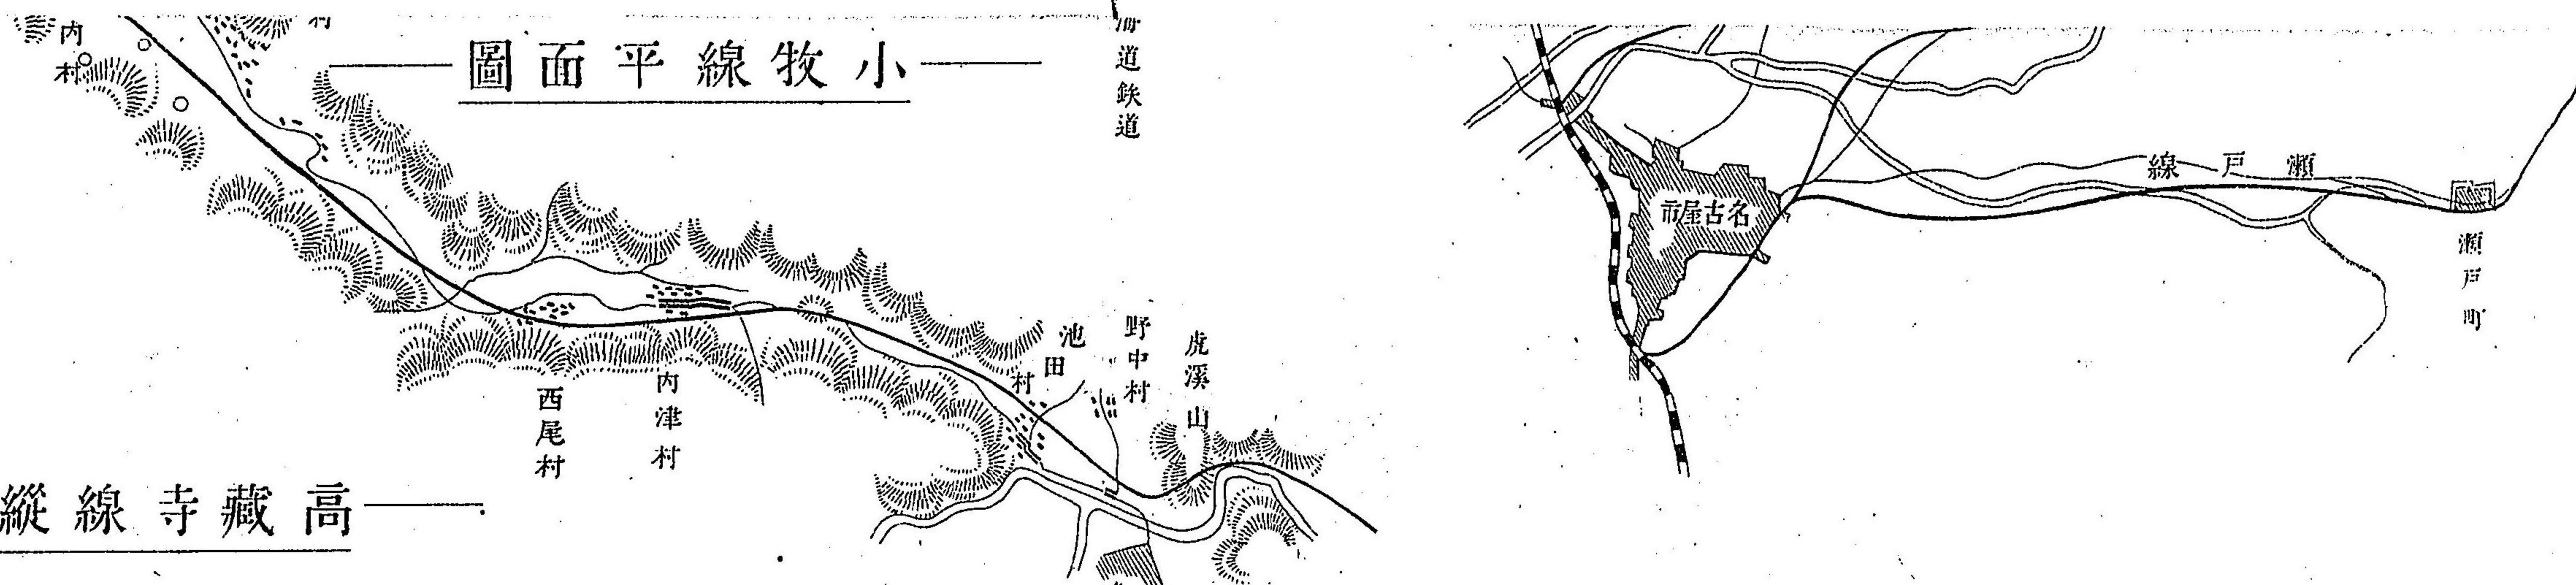 小牧線平面圖
海道鉄道
内
村
村
瀬戸線
名古屋市
瀬戸町
野中村
池田村
虎溪山
内津村
西尾村
高藏寺線縱